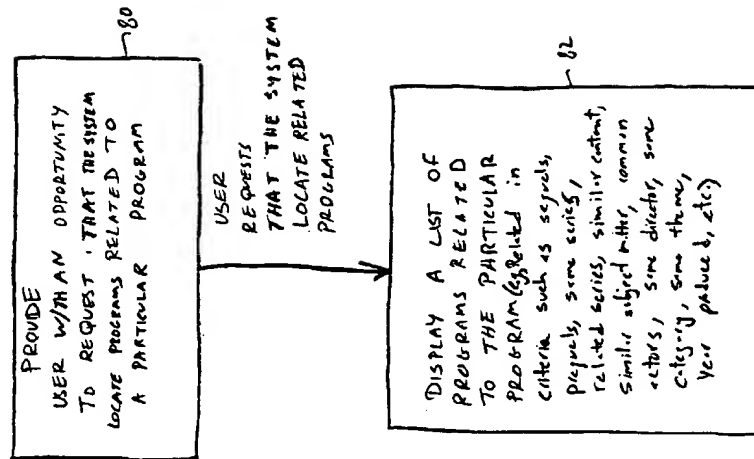 PROVIDE
USER W/TH AN OPPORTUNITY
TO REQUEST THAT THE SYSTEM
LOCATE PROGRAMS RELATED TO
A PARTICULAR PROGRAM
80
USER
REQUESTS
THAT THE SYSTEM
LOCATE RELATED
PROGRAMS
DISPLAY A LIST OF
PROGRAMS RELATED
TO THE PARTICULAR
PROGRAM (e.g. Related in
criteria such as sequels,
prequels, same series,
related series, similar content,
similar subject matter, common
actors, same director, same
category, same theme,
year produced, etc.)
82